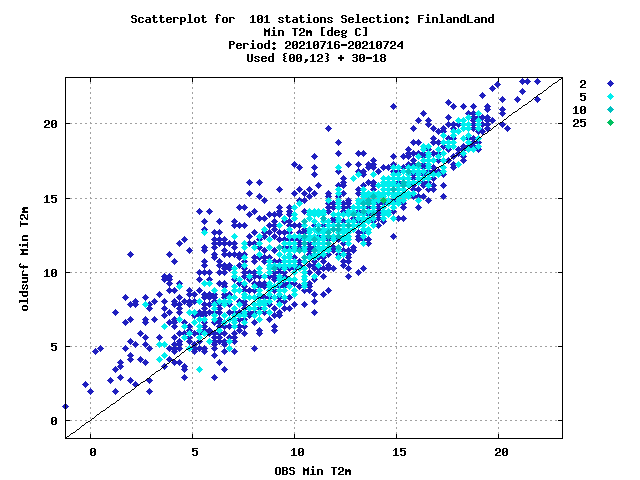 Scatterplot for  101 stations Selection: FinlandLand
Min T2m [deg C]
Period: 20210716-20210724
Used {00,12} + 30-18
2
5
10
25
20
15
10
5
0
oldsurf Min T2m
0 5 10 15 20
OBS Min T2m